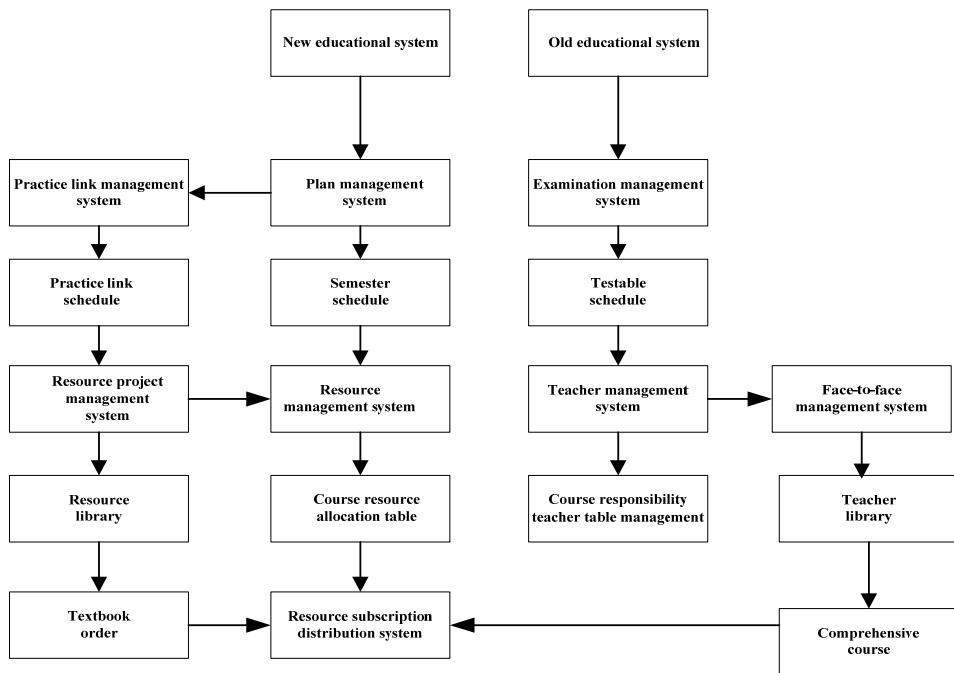 New educational system
Old educational system
Practice link management
system
Plan management
system
Examination management
system
Practice link
schedule
Semester
schedule
Testable
schedule
Resource project
management
system
Resource
management system
Teacher management
system
Face-to-face
management system
Resource
library
Course resource
allocation table
Course responsibility
teacher table management
Teacher
library
Textbook
order
Resource subscription
distribution system
Comprehensive
course